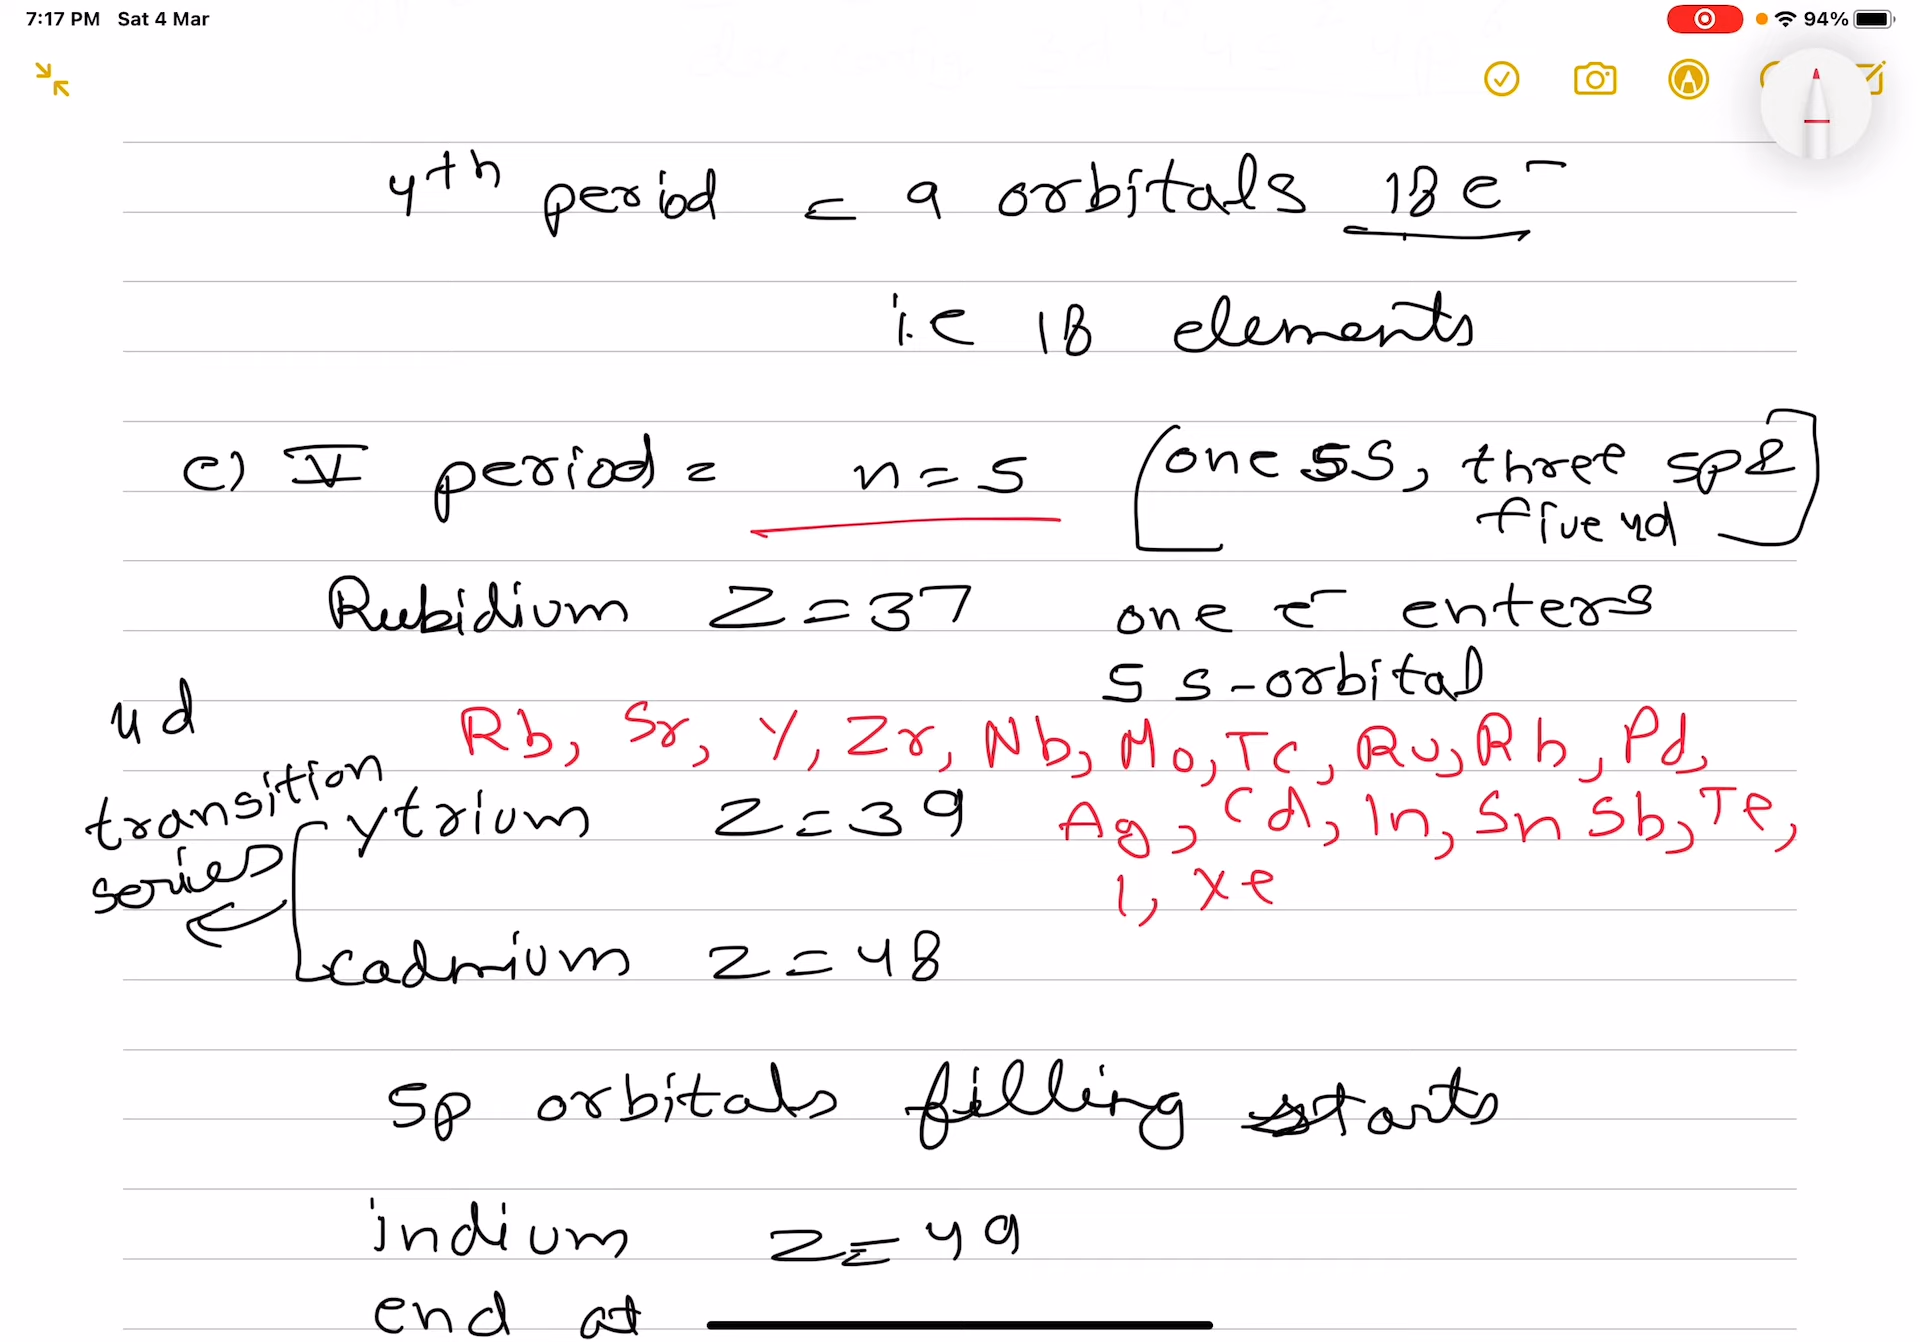 7:17 PM Sat 4 Mar 94%
4th period = 9 orbitals 18 e⁻
i.e 18 elements
e) V period = n = 5 [one 5S, three 5p &
five 4d]
Rubidium Z = 37 one e⁻ enters
5 s-orbital
4d
transition
series
Rb, Sr, Y, Zr, Nb, Mo, Tc, Ru, Rh, Pd,
Ag, Cd, In, Sn Sb, Te,
I, Xe
ytrium Z = 39
cadmium Z = 48
5p orbitals filling starts
indium Z = 49
end at